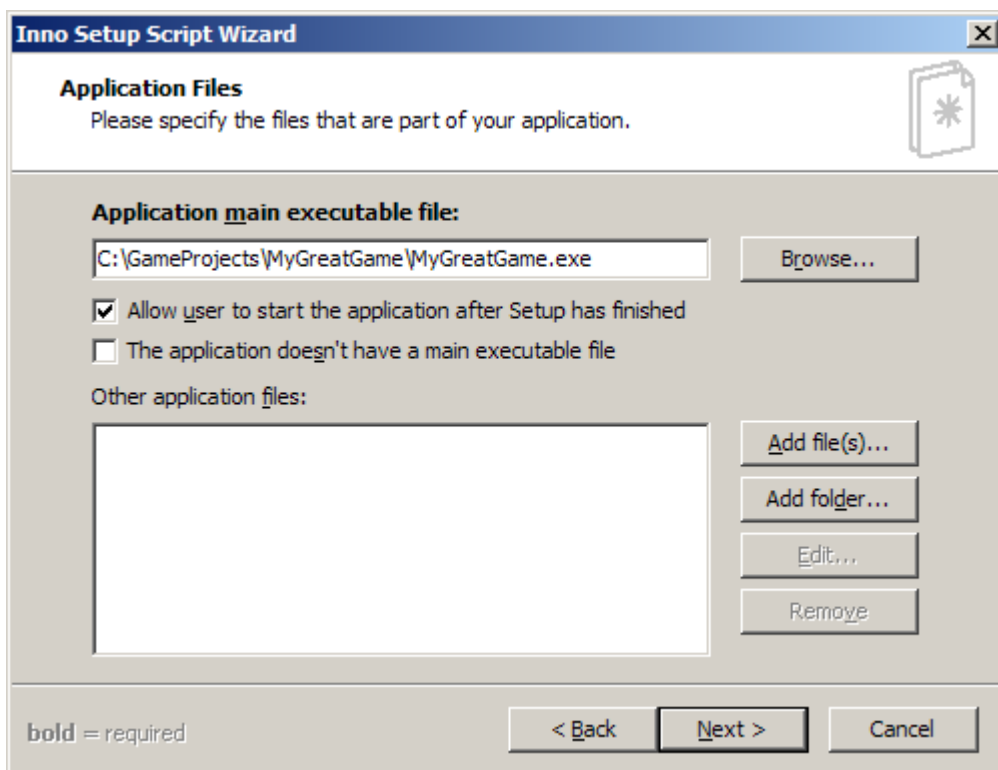 Inno Setup Script Wizard
Application Files
Please specify the files that are part of your application.
Application main executable file:
C:\GameProjects\MyGreatGame\MyGreatGame.exe
Browse...
Allow user to start the application after Setup has finished
The application doesn't have a main executable file
Other application files:
Add file(s)...
Add folder...
Edit...
Remove
bold = required
< Back
Next >
Cancel